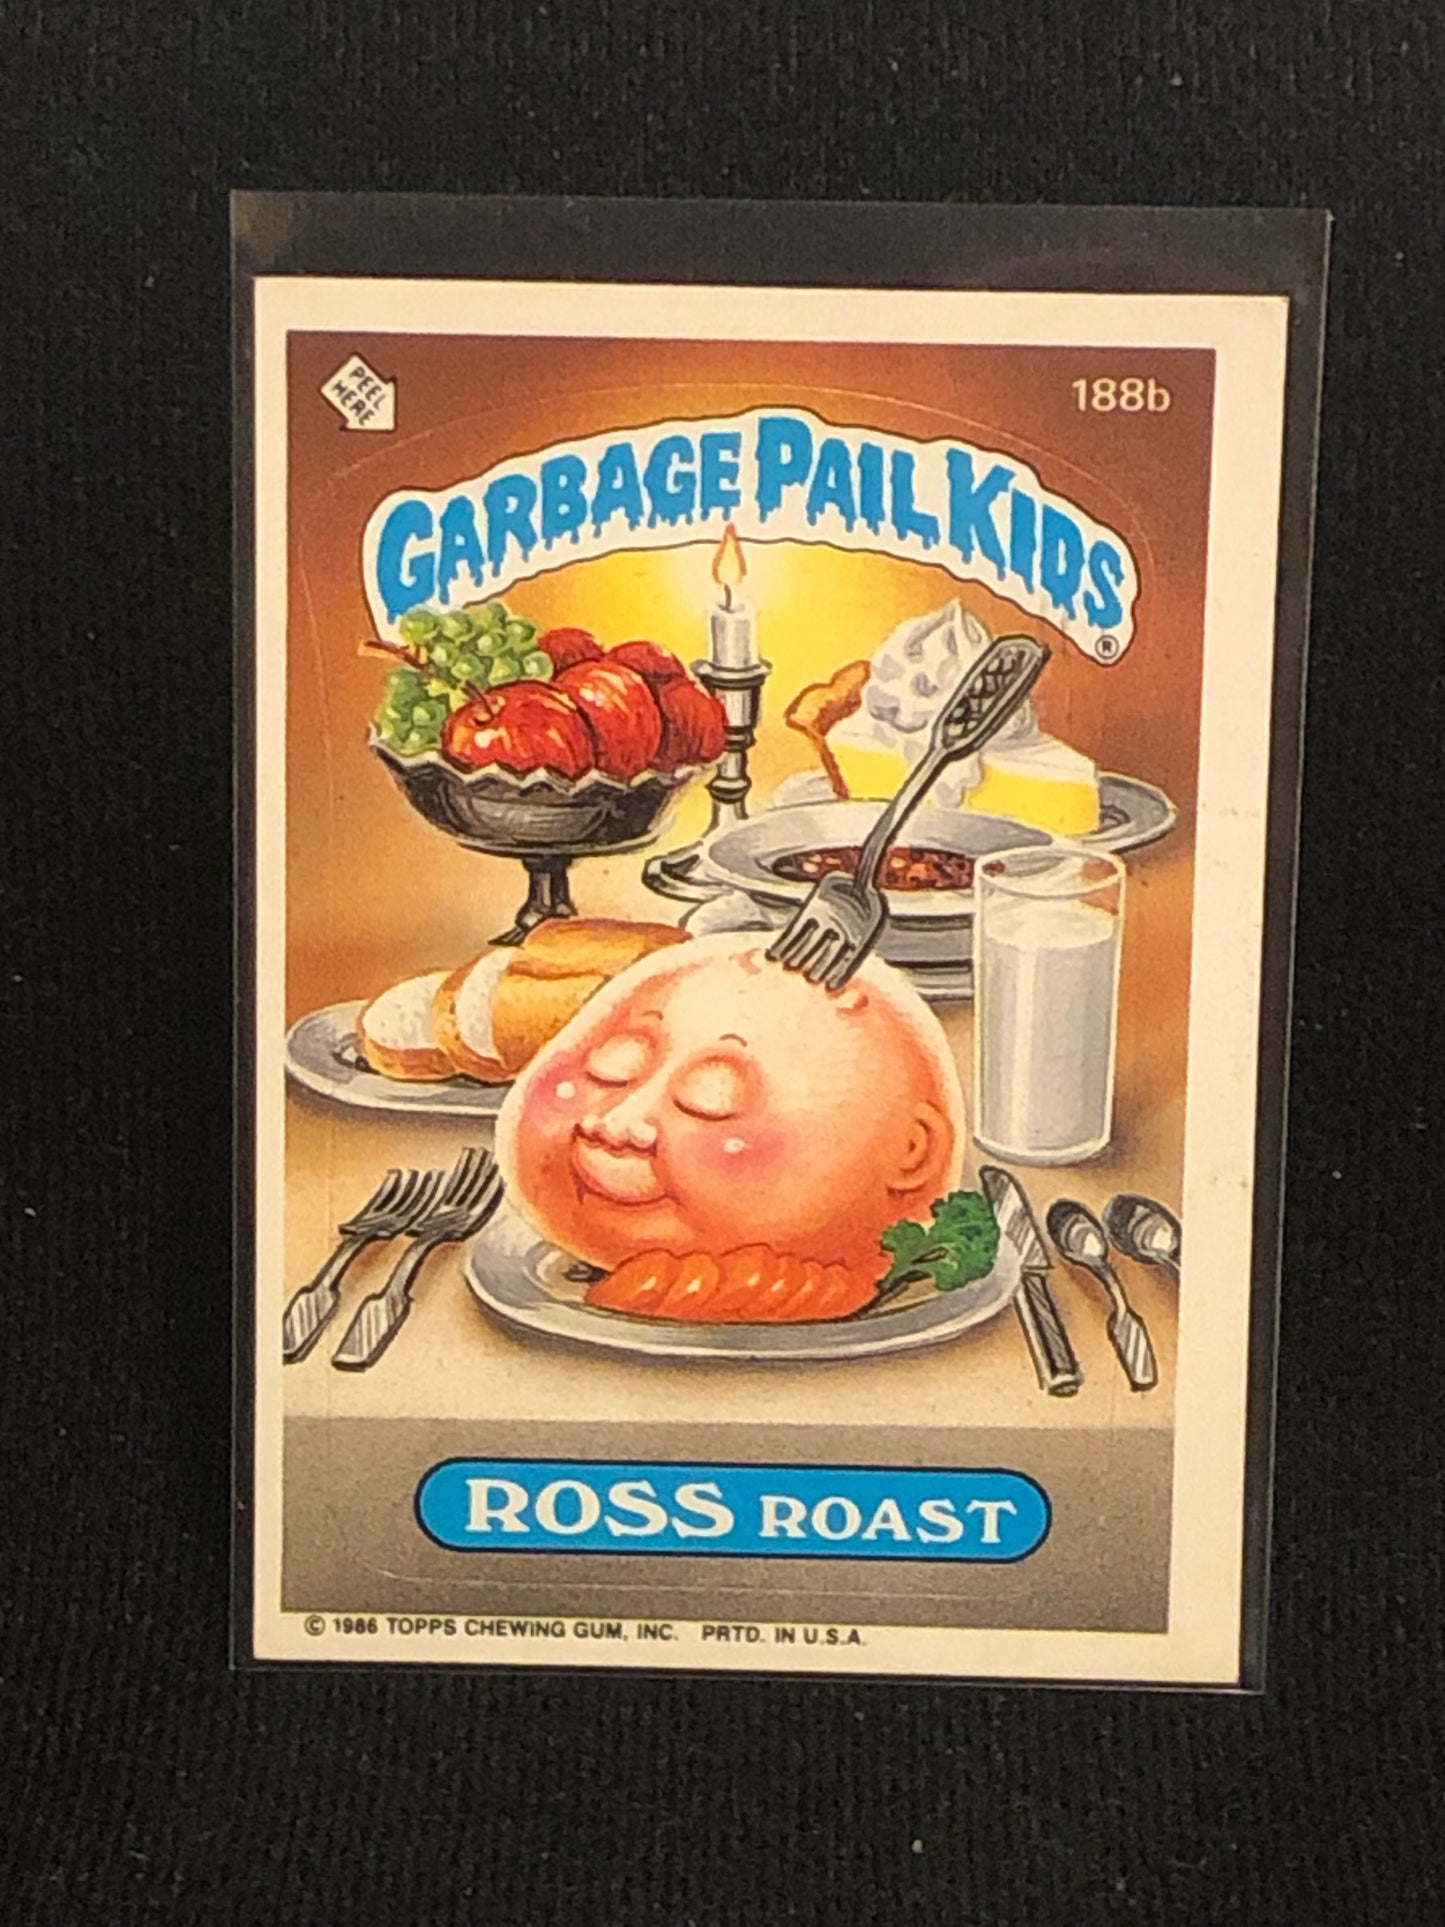 PEEL
HERE
188b
GARBAGE PAIL KIDS
®
ROSS ROAST
© 1986 TOPPS CHEWING GUM, INC. PRTD. IN U.S.A.